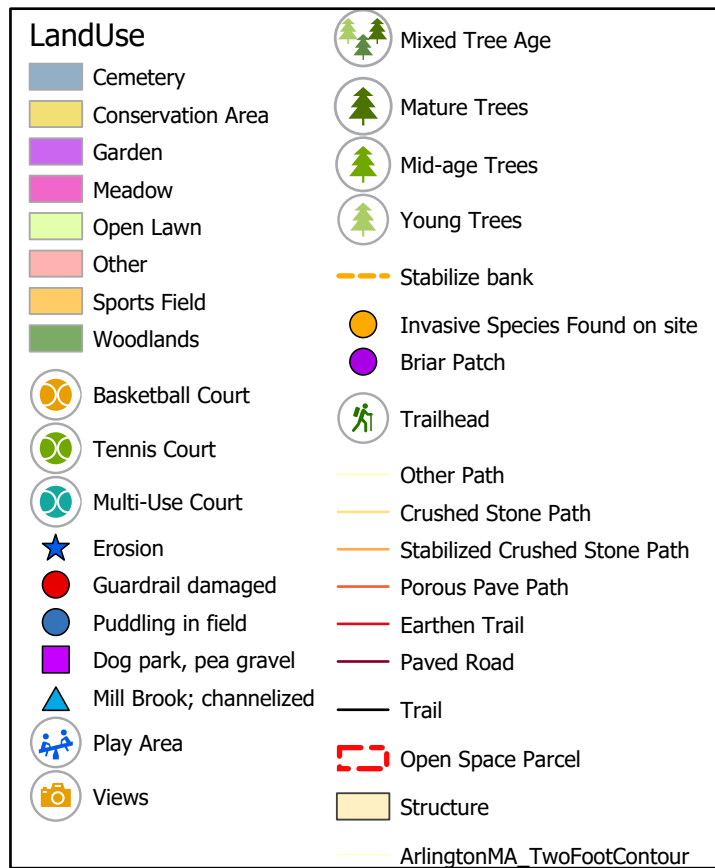 LandUse
Cemetery
Conservation Area
Garden
Meadow
Open Lawn
Other
Sports Field
Woodlands
Basketball Court
Tennis Court
Multi-Use Court
Erosion
Guardrail damaged
Puddling in field
Dog park, pea gravel
Mill Brook; channelized
Play Area
Views
Mixed Tree Age
Mature Trees
Mid-age Trees
Young Trees
Stabilize bank
Invasive Species Found on site
Briar Patch
Trailhead
Other Path
Crushed Stone Path
Stabilized Crushed Stone Path
Porous Pave Path
Earthen Trail
Paved Road
Trail
Open Space Parcel
Structure
ArlingtonMA_TwoFootContour